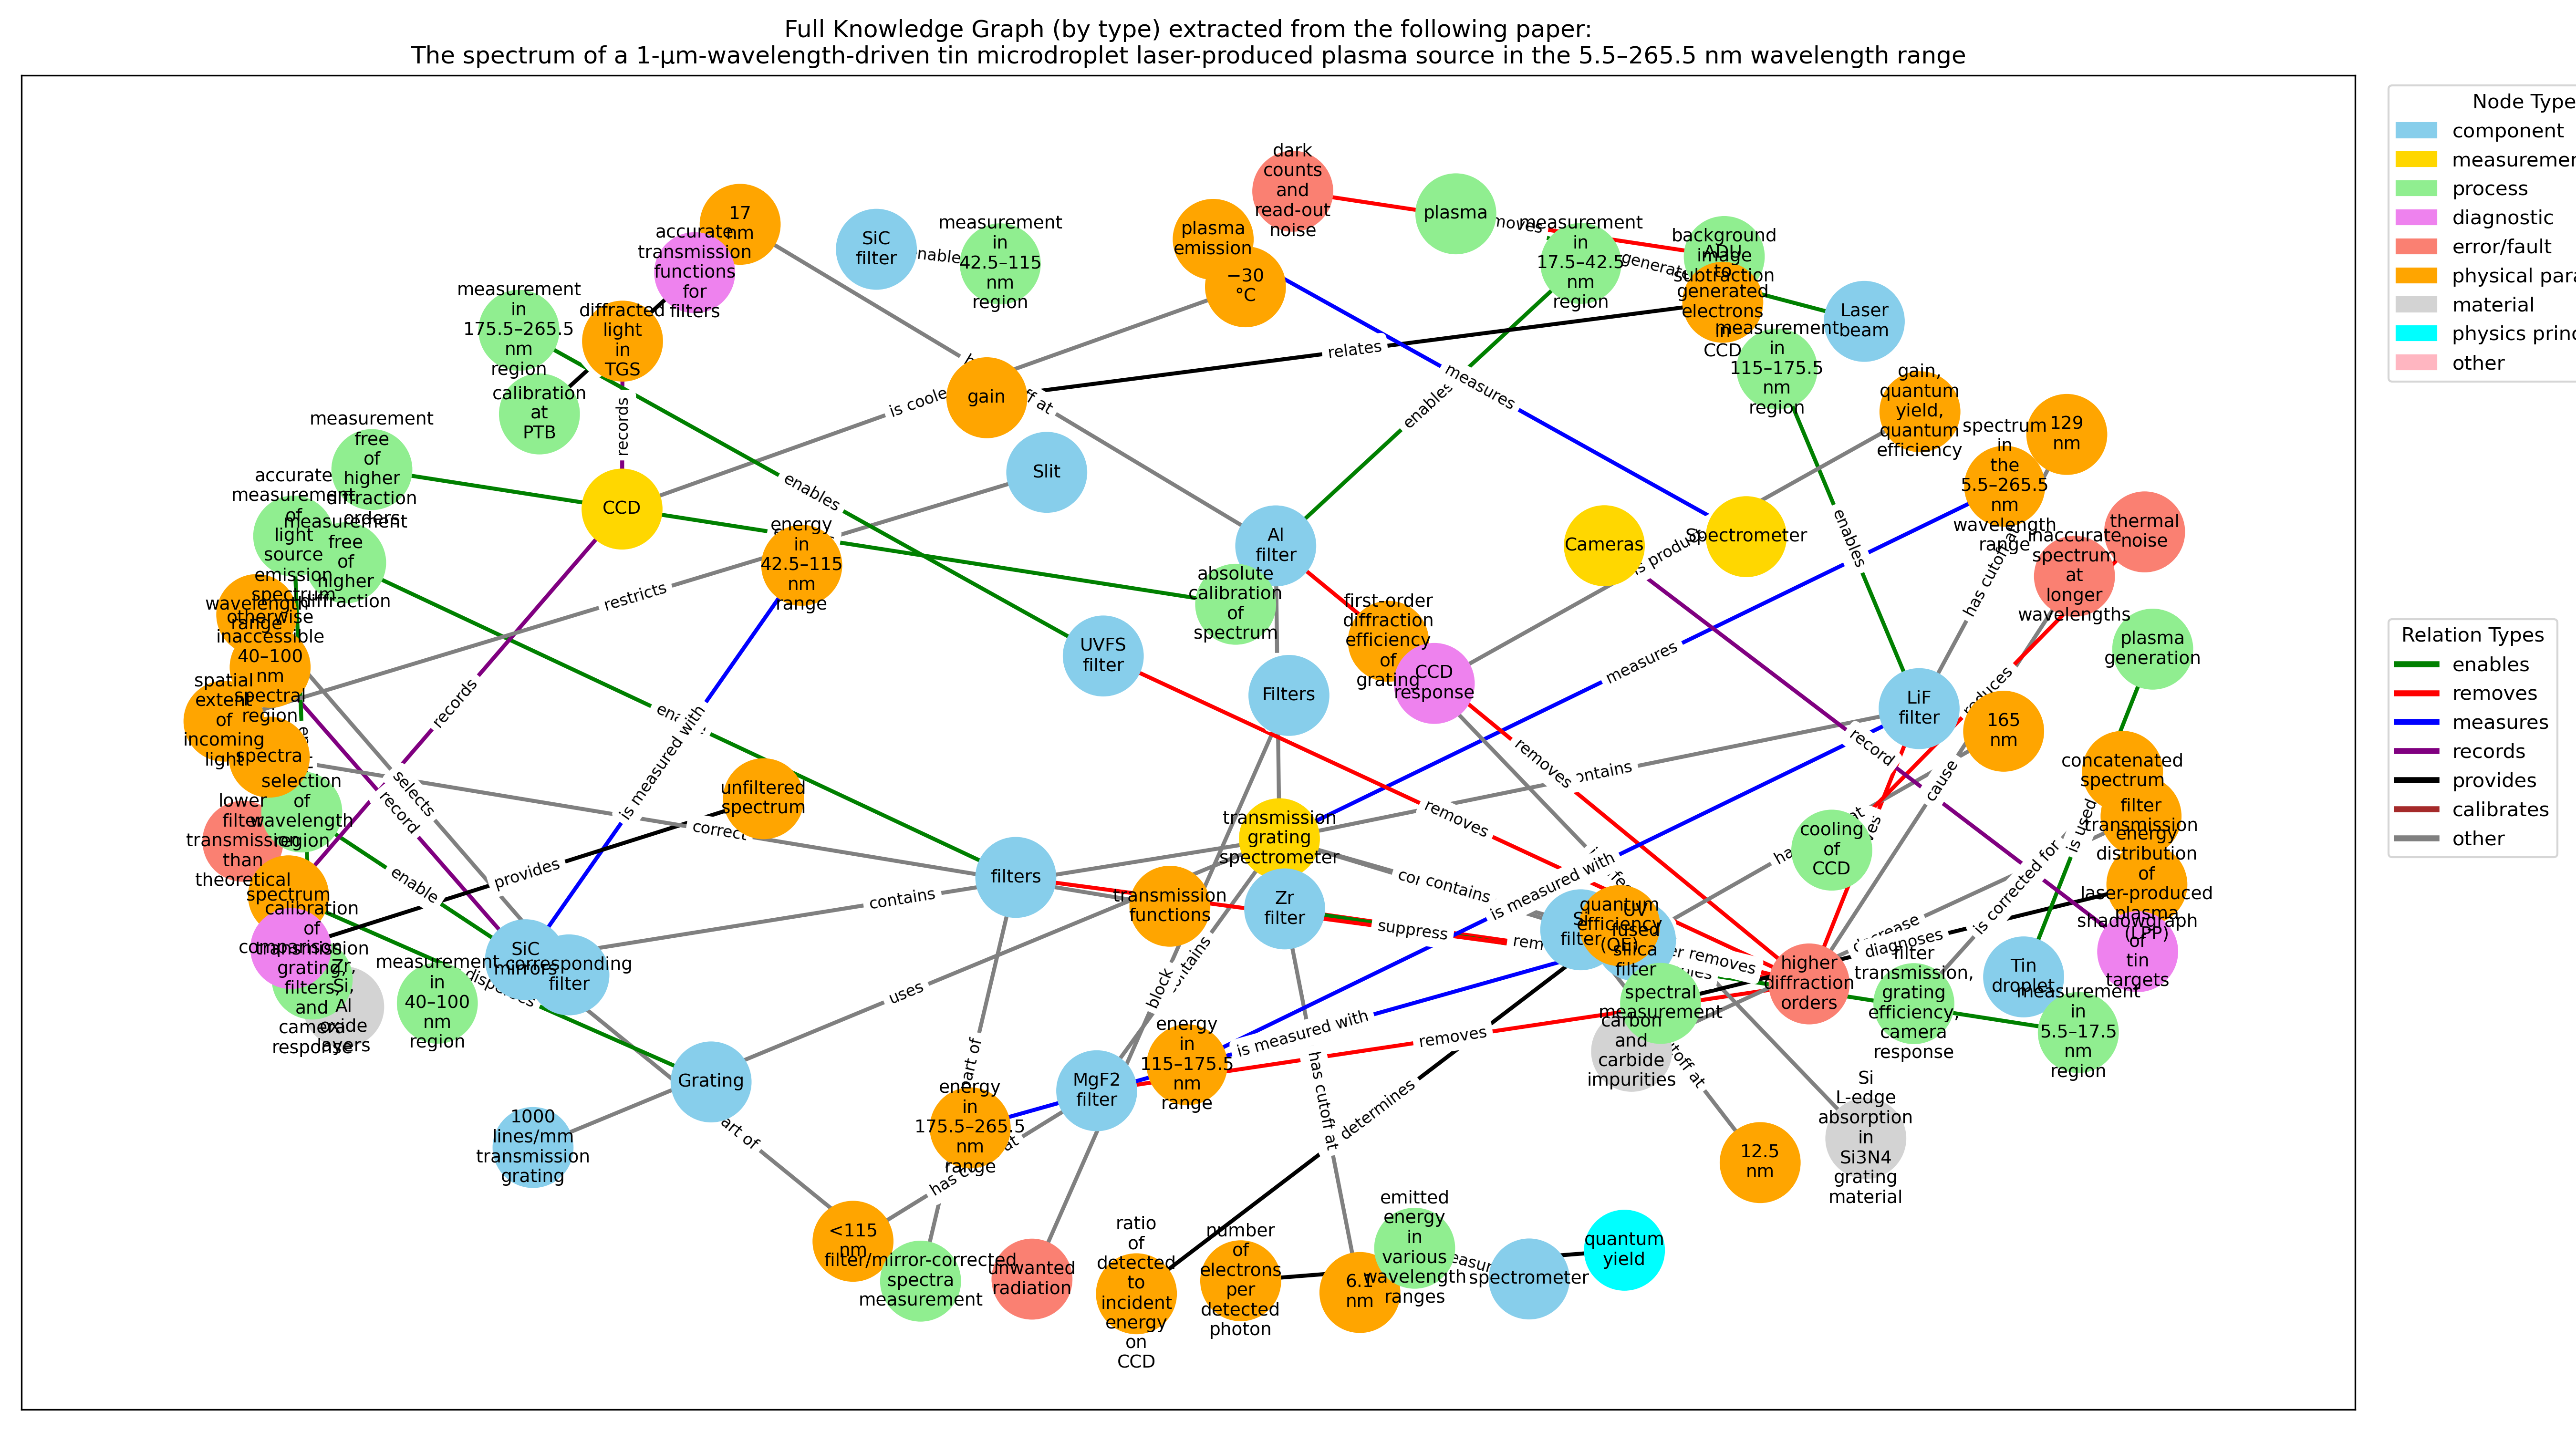 Full Knowledge Graph (by type) extracted from the following paper:
The spectrum of a 1-μm-wavelength-driven tin microdroplet laser-produced plasma source in the 5.5–265.5 nm wavelength range
Node Type
component
measuremen
process
diagnostic
error/fault
physical para
material
physics princ
other
Relation Types
enables
removes
measures
records
provides
calibrates
other
dark
counts
and
read-out
noise
plasma
17
nm
accurate
transmission
functions
for
filters
SiC
filter
measurement
in
42.5–115
nm
region
plasma
emission
−30
°C
measurement
in
17.5–42.5
nm
region
background
image
subtraction
ADU
to
generated
electrons
in
CCD
Laser
beam
measurement
in
175.5–265.5
nm
region
diffracted
light
in
TGS
calibration
at
PTB
relates
measurement
in
115–175.5
nm
region
gain
measures
enables
records
gain,
quantum
yield,
quantum
efficiency
129
nm
spectrum
in
the
5.5–265.5
nm
wavelength
range
measurement
free
of
higher
diffraction
orders
Slit
enables
CCD
Al
filter
Cameras
Spectrometer
enables
thermal
noise
inaccurate
spectrum
at
longer
wavelengths
accurate
measurement
of
light
source
emission
spectrum
measurement
free
of
higher
diffraction
energy
in
42.5–115
nm
range
restricts
absolute
calibration
of
spectrum
first-order
diffraction
efficiency
of
grating
CCD
response
UVFS
filter
Filters
measures
plasma
generation
wavelength
range
otherwise
inaccessible
40–100
nm
spectral
region
spatial
extent
of
incoming
light
spectra
records
is measured with
LiF
filter
165
nm
removes
record
selects
record
unfiltered
spectrum
selection
of
wavelength
region
lower
filter
transmission
than
theoretical
correct
transmission
grating
spectrometer
removes
cause
cooling
of
CCD
concatenated
spectrum
filter
transmission
energy
distribution
of
laser-produced
plasma
(LPP)
is used
provides
enable
filters
contains
transmission
functions
Zr
filter
contains
is measured with
suppress
quantum
efficiency
(QE)
UV
fused
silica
filter
removes
decrease
diagnoses
is corrected for
shadowgraph
of
tin
targets
spectrum
comparison
calibration
of
transmission
grating,
filters,
and
camera
response
Zr,
Si,
Al
oxide
layers
measurement
in
40–100
nm
region
disperses
SiC
mirrors
corresponding
filter
uses
block
higher
diffraction
orders
filter
transmission,
grating
efficiency,
camera
response
Tin
droplet
measurement
in
5.5–17.5
nm
region
spectral
measurement
carbon
and
carbide
impurities
Grating
MgF2
filter
energy
in
115–175.5
nm
range
is measured with
removes
has cutoff at
determines
energy
in
175.5–265.5
nm
range
1000
lines/mm
transmission
grating
12.5
nm
Si
L-edge
absorption
in
Si3N4
grating
material
<115
nm
filter/mirror-corrected
spectra
measurement
unwanted
radiation
ratio
of
detected
to
incident
energy
on
CCD
number
of
electrons
per
detected
photon
6.1
nm
emitted
energy
in
various
wavelength
ranges
spectrometer
quantum
yield